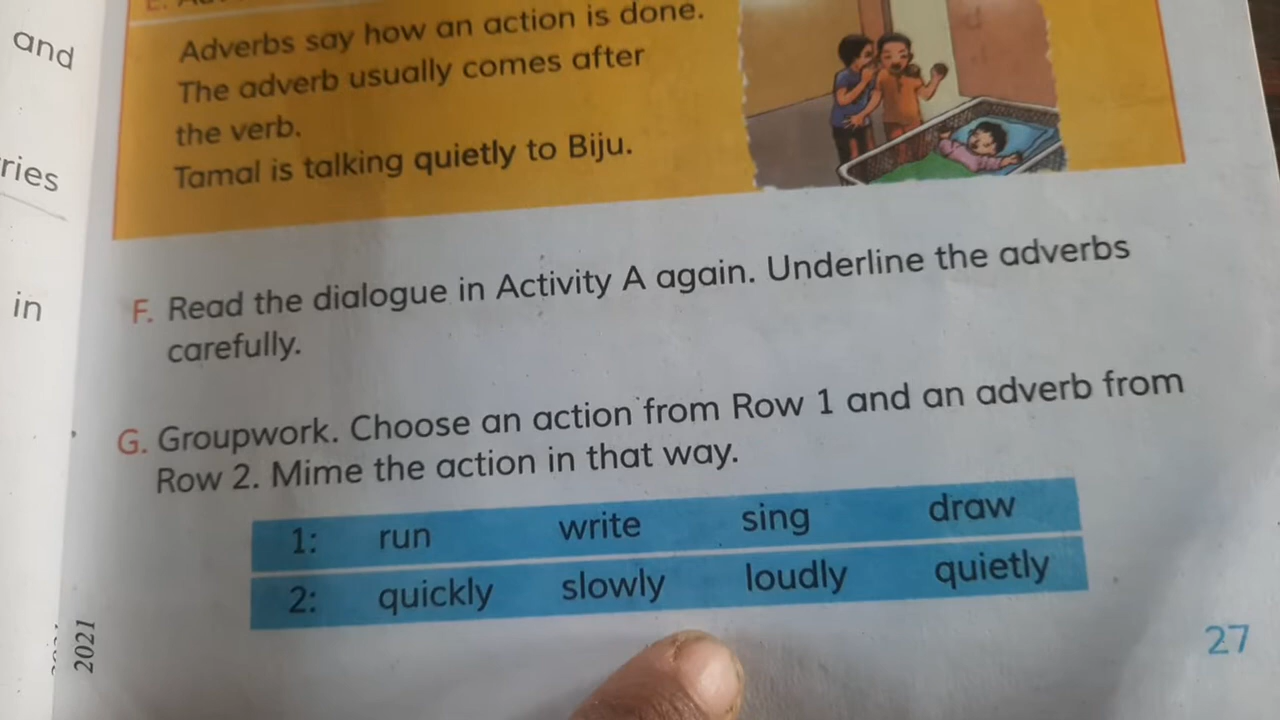 and
ries
in
Adverbs say how an action is done.
The adverb usually comes after
the verb.
Tamal is talking quietly to Biju.
F. Read the dialogue in Activity A again. Underline the adverbs
carefully.
G. Groupwork. Choose an action from Row 1 and an adverb from
Row 2. Mime the action in that way.
1: run write sing draw
2: quickly slowly loudly quietly
2021
27